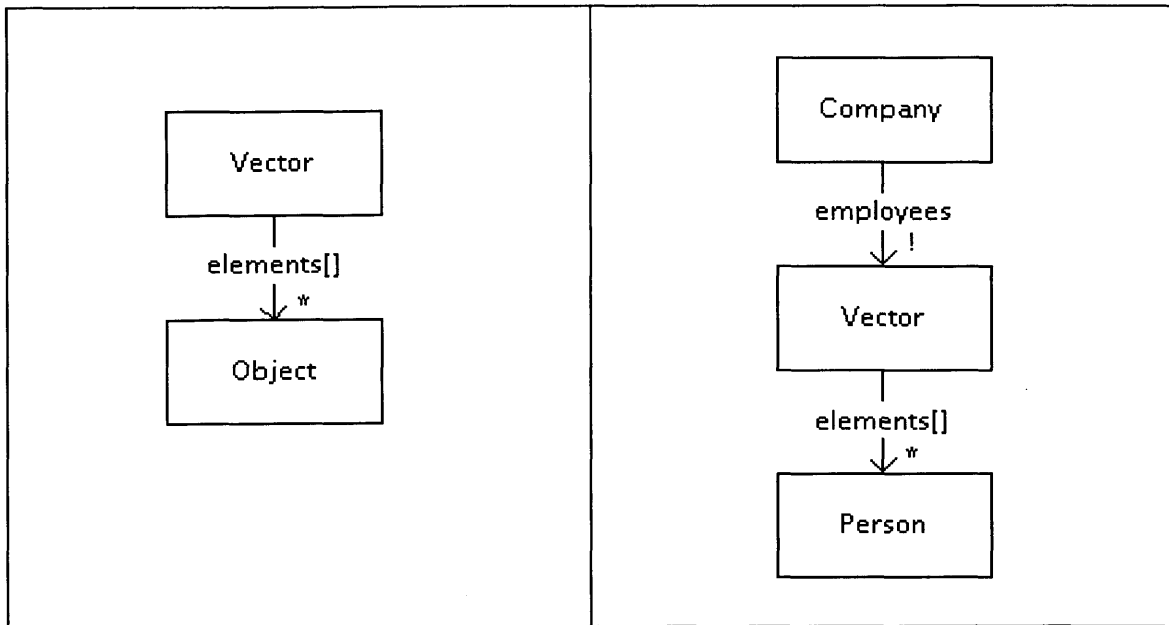 Vector
elements[]
*
Object
Company
employees
!
Vector
elements[]
*
Person